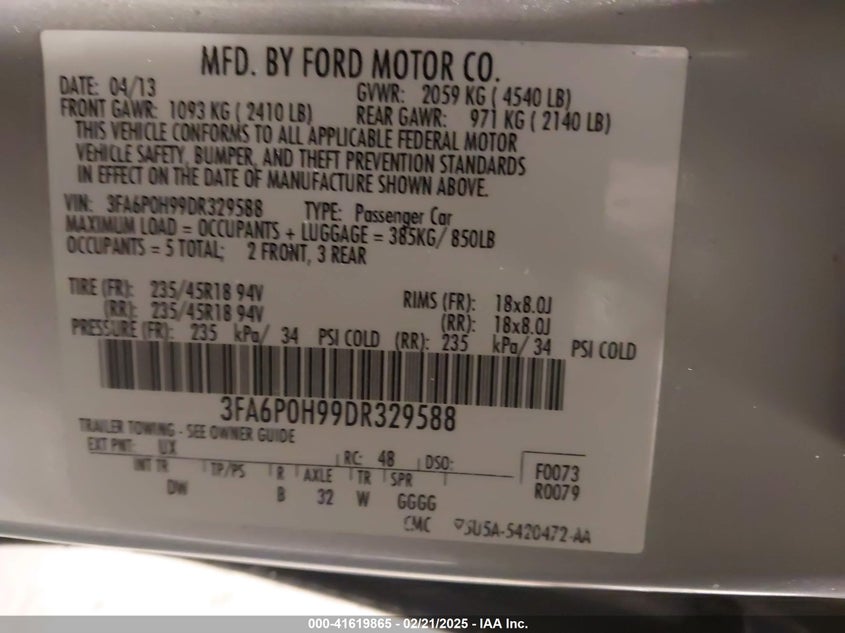 MFD. BY FORD MOTOR CO.
DATE: 04/13 GVWR: 2059 KG ( 4540 LB)
FRONT GAWR: 1093 KG ( 2410 LB) REAR GAWR: 971 KG ( 2140 LB)
THIS VEHICLE CONFORMS TO ALL APPLICABLE FEDERAL MOTOR
VEHICLE SAFETY, BUMPER, AND THEFT PREVENTION STANDARDS
IN EFFECT ON THE DATE OF MANUFACTURE SHOWN ABOVE.
VIN: 3FA6P0H99DR329588 TYPE: Passenger Car
MAXIMUM LOAD = OCCUPANTS + LUGGAGE = 385KG/ 850LB
OCCUPANTS = 5 TOTAL; 2 FRONT, 3 REAR
TIRE (FR): 235/45R18 94V RIMS (FR): 18x8.0J
(RR): 235/45R18 94V (RR): 18x8.0J
PRESSURE (FR): 235 kPa/ 34 PSI COLD (RR): 235 kPa/ 34 PSI COLD
3FA6P0H99DR329588
TRAILER TOWING - SEE OWNER GUIDE
EXT PNT: UX RC: 48 DSO: F0073
INT TR TP/PS R AXLE TR SPR R0079
DW B 32 W GGGG
CMC 5U5A-5420472-AA
000-41619865 - 02/21/2025 - IAA Inc.